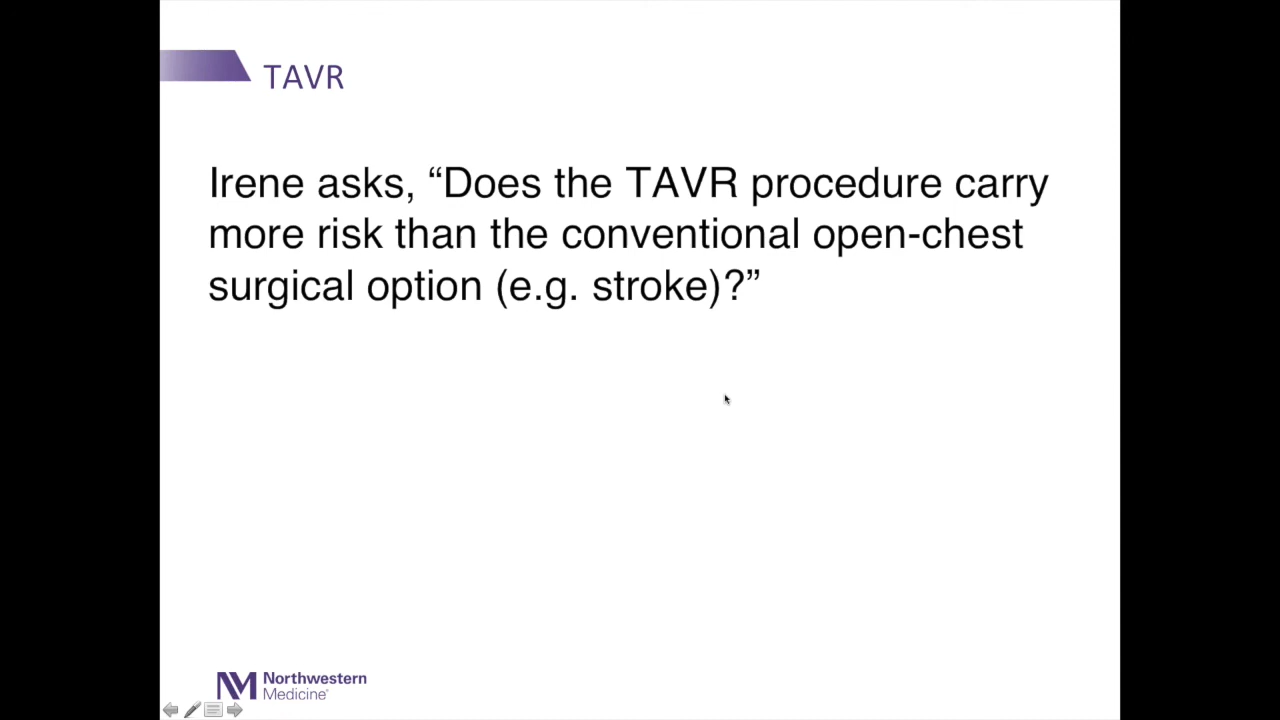 TAVR
Irene asks, “Does the TAVR procedure carry
more risk than the conventional open-chest
surgical option (e.g. stroke)?”
NM Northwestern
Medicine®